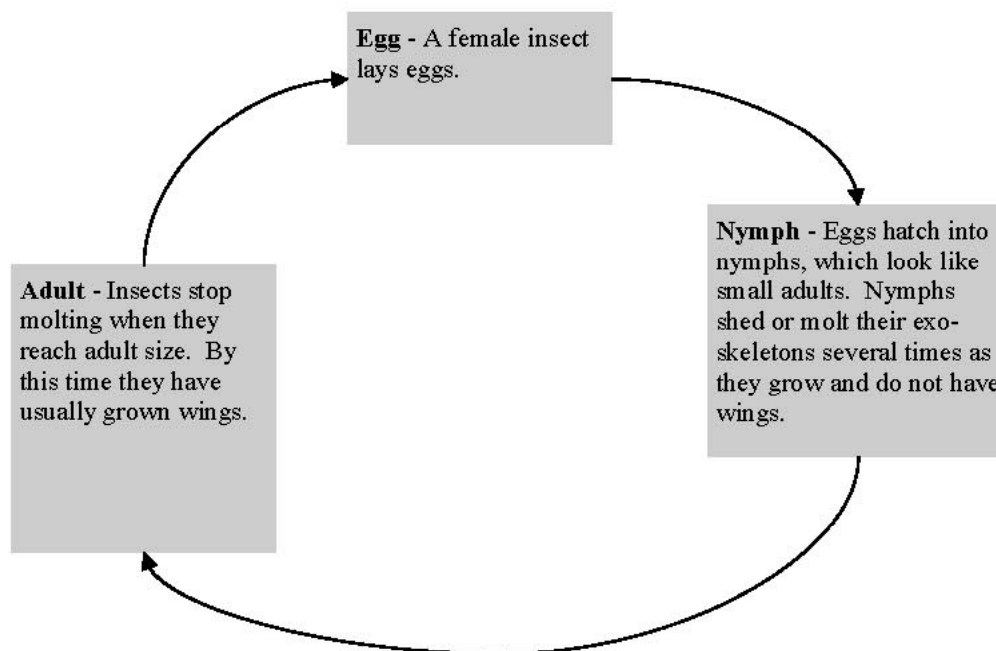 Egg - A female insect
lays eggs.
Nymph - Eggs hatch into
nymphs, which look like
small adults.  Nymphs
shed or molt their exo-
skeletons several times as
they grow and do not have
wings.
Adult - Insects stop
molting when they
reach adult size.  By
this time they have
usually grown wings.